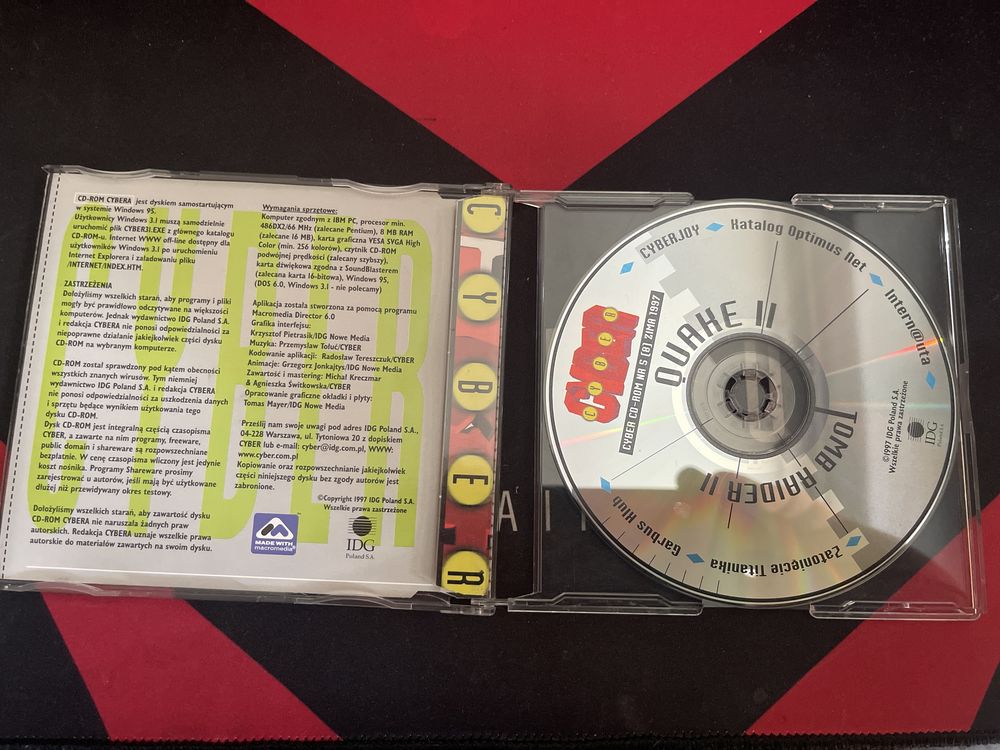 CD-ROM CYBERA jest dyskiem samostartującym
w systemie Windows 95.
Użytkownicy Windows 3.1 muszą samodzielnie
uruchomić plik CYBER31.EXE z głównego katalogu
CD-ROM-u. Internet WWW off-line dostępny dla
użytkowników Windows 3.1 po uruchomieniu
Internet Explorera i załadowaniu pliku
/INTERNET/INDEX.HTM.
ZASTRZEŻENIA
Dołożyliśmy wszelkich starań, aby programy i pliki
mogły być prawidłowo odczytywane na większości
komputerów. Jednak wydawnictwo IDG Poland S.A.
i redakcja CYBERA nie ponosi odpowiedzialności za
niepoprawne działanie jakiejkolwiek części dysku
CD-ROM na wybranym komputerze.
CD-ROM został sprawdzony pod kątem obecności
wszystkich znanych wirusów. Tym niemniej
wydawnictwo IDG Poland S.A. i redakcja CYBERA
nie ponosi odpowiedzialności za uszkodzenia danych
i sprzętu będące wynikiem użytkowania tego
dysku CD-ROM.
Dysk CD-ROM jest integralną częścią czasopisma
CYBER, a zawarte na nim programy, freeware,
public domain i shareware są rozpowszechniane
bezpłatnie. W cenę czasopisma wliczony jest jedynie
koszt nośnika. Programy Shareware prosimy
zarejestrować u autorów, jeśli mają być użytkowane
dłużej niż przewidywany okres testowy.
Dołożyliśmy wszelkich starań, aby zawartość dysku
CD-ROM CYBERA nie naruszała żadnych praw
autorskich. Redakcja CYBERA uznaje wszelkie prawa
autorskie do materiałów zawartych na swoim dysku.
Wymagania sprzętowe:
Komputer zgodnym z IBM PC, procesor min.
486DX2/66 MHz (zalecane Pentium), 8 MB RAM
(zalecane 16 MB), karta graficzna VESA SVGA High
Color (min. 256 kolorów), czytnik CD-ROM
podwójnej prędkości (zalecany szybszy),
karta dźwiękowa zgodna z SoundBlasterem
(zalecana karta 16-bitowa), Windows 95,
(DOS 6.0, Windows 3.1 - nie polecamy)
Aplikacja została stworzona za pomocą programu
Macromedia Director 6.0
Grafika interfejsu:
Krzysztof Pietrasik/IDG Nowe Media
Muzyka: Przemysław Tołuć/CYBER
Kodowanie aplikacji: Radosław Tereszczuk/CYBER
Animacje: Grzegorz Jonkajtys/IDG Nowe Media
Zawartość i mastering: Michał Kreczmar
& Agnieszka Świtkowska/CYBER
Opracowanie graficzne okładki i płyty:
Tomas Mayer/IDG Nowe Media
Prześlij nam swoje uwagi pod adres IDG Poland S.A.,
04-228 Warszawa, ul. Tytoniowa 20 z dopiskiem
CYBER lub e-mail: cyber@idg.com.pl, WWW:
www.cyber.com.pl
Kopiowanie oraz rozpowszechnianie jakiejkolwiek
części niniejszego dysku bez zgody autorów jest
zabronione.
©Copyright 1997 IDG Poland S.A.
Wszelkie prawa zastrzeżone
MADE WITH
macromedia
IDG
Poland S.A.
CYBER
CYBERJOY
Katalog Optimus Net
Intern@uta
Zatonięcie Titanika
Garbus Hlub
QUAKE II
TOMB RAIDER II
CYBER
CYBER
CYBER CD-ROM NR 5 (8) ZIMA 1997
©1997 IDG Poland S.A.
Wszelkie prawa zastrzeżone
IDG
Poland S.A.